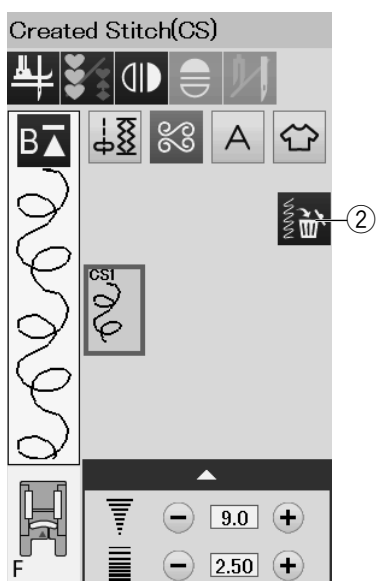 Created Stitch(CS)
B
A
②
CS1
F
9.0
2.50